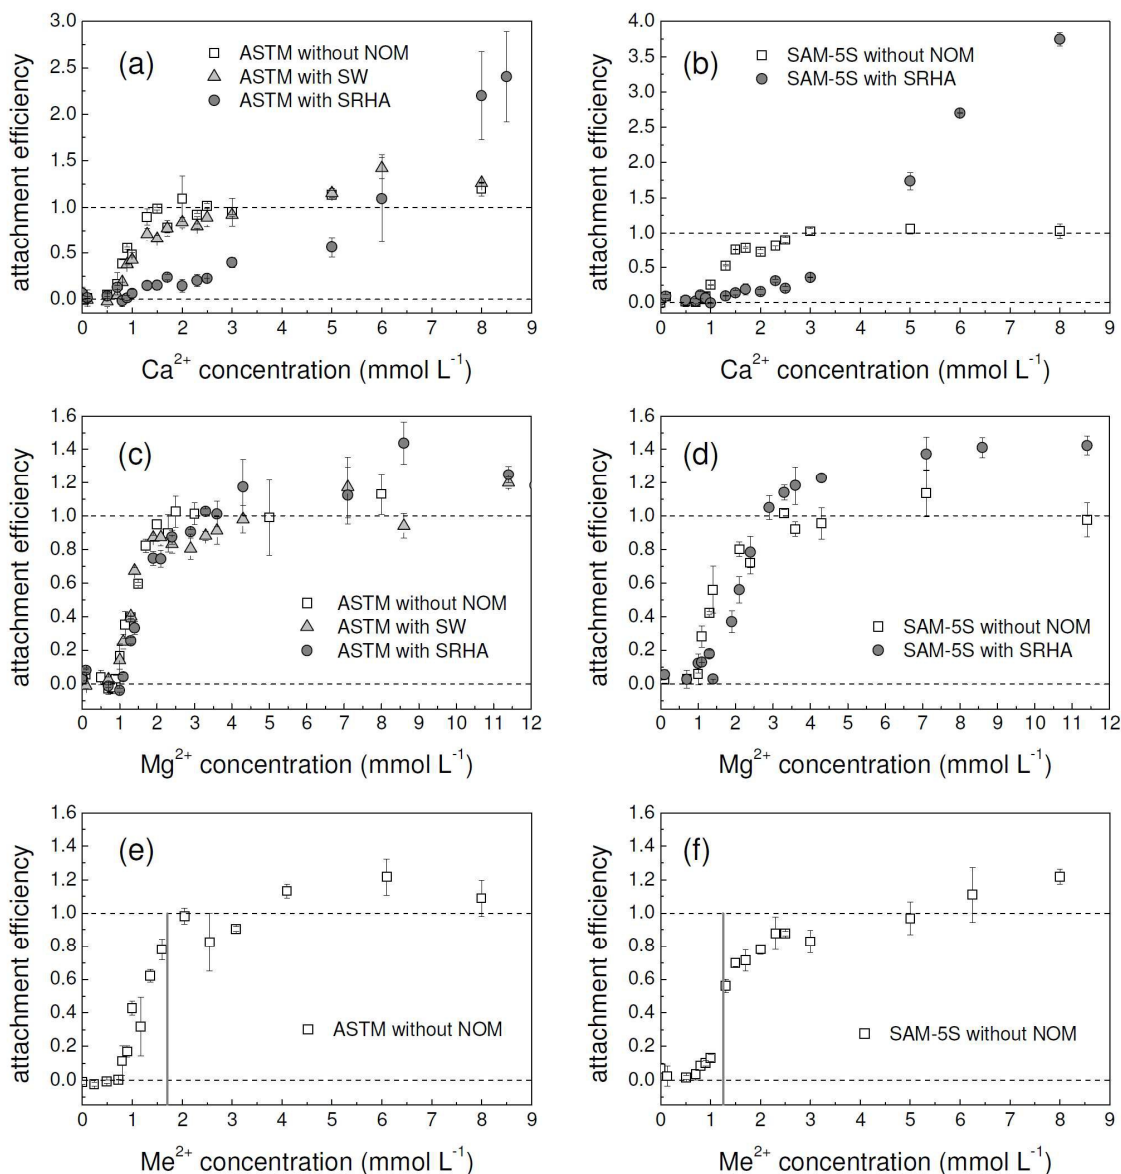 (a)
ASTM without NOM
ASTM with SW
ASTM with SRHA
attachment efficiency
3.0
2.5
2.0
1.5
1.0
0.5
0.0
0 1 2 3 4 5 6 7 8 9
Ca²⁺ concentration (mmol L⁻¹)
(b)
SAM-5S without NOM
SAM-5S with SRHA
attachment efficiency
4.0
3.5
3.0
2.5
2.0
1.5
1.0
0.5
0.0
0 1 2 3 4 5 6 7 8 9
Ca²⁺ concentration (mmol L⁻¹)
(c)
ASTM without NOM
ASTM with SW
ASTM with SRHA
attachment efficiency
1.6
1.4
1.2
1.0
0.8
0.6
0.4
0.2
0.0
0 1 2 3 4 5 6 7 8 9 10 11 12
Mg²⁺ concentration (mmol L⁻¹)
(d)
SAM-5S without NOM
SAM-5S with SRHA
attachment efficiency
1.6
1.4
1.2
1.0
0.8
0.6
0.4
0.2
0.0
0 1 2 3 4 5 6 7 8 9 10 11 12
Mg²⁺ concentration (mmol L⁻¹)
(e)
ASTM without NOM
attachment efficiency
1.6
1.4
1.2
1.0
0.8
0.6
0.4
0.2
0.0
0 1 2 3 4 5 6 7 8 9
Me²⁺ concentration (mmol L⁻¹)
(f)
SAM-5S without NOM
attachment efficiency
1.6
1.4
1.2
1.0
0.8
0.6
0.4
0.2
0.0
0 1 2 3 4 5 6 7 8 9
Me²⁺ concentration (mmol L⁻¹)